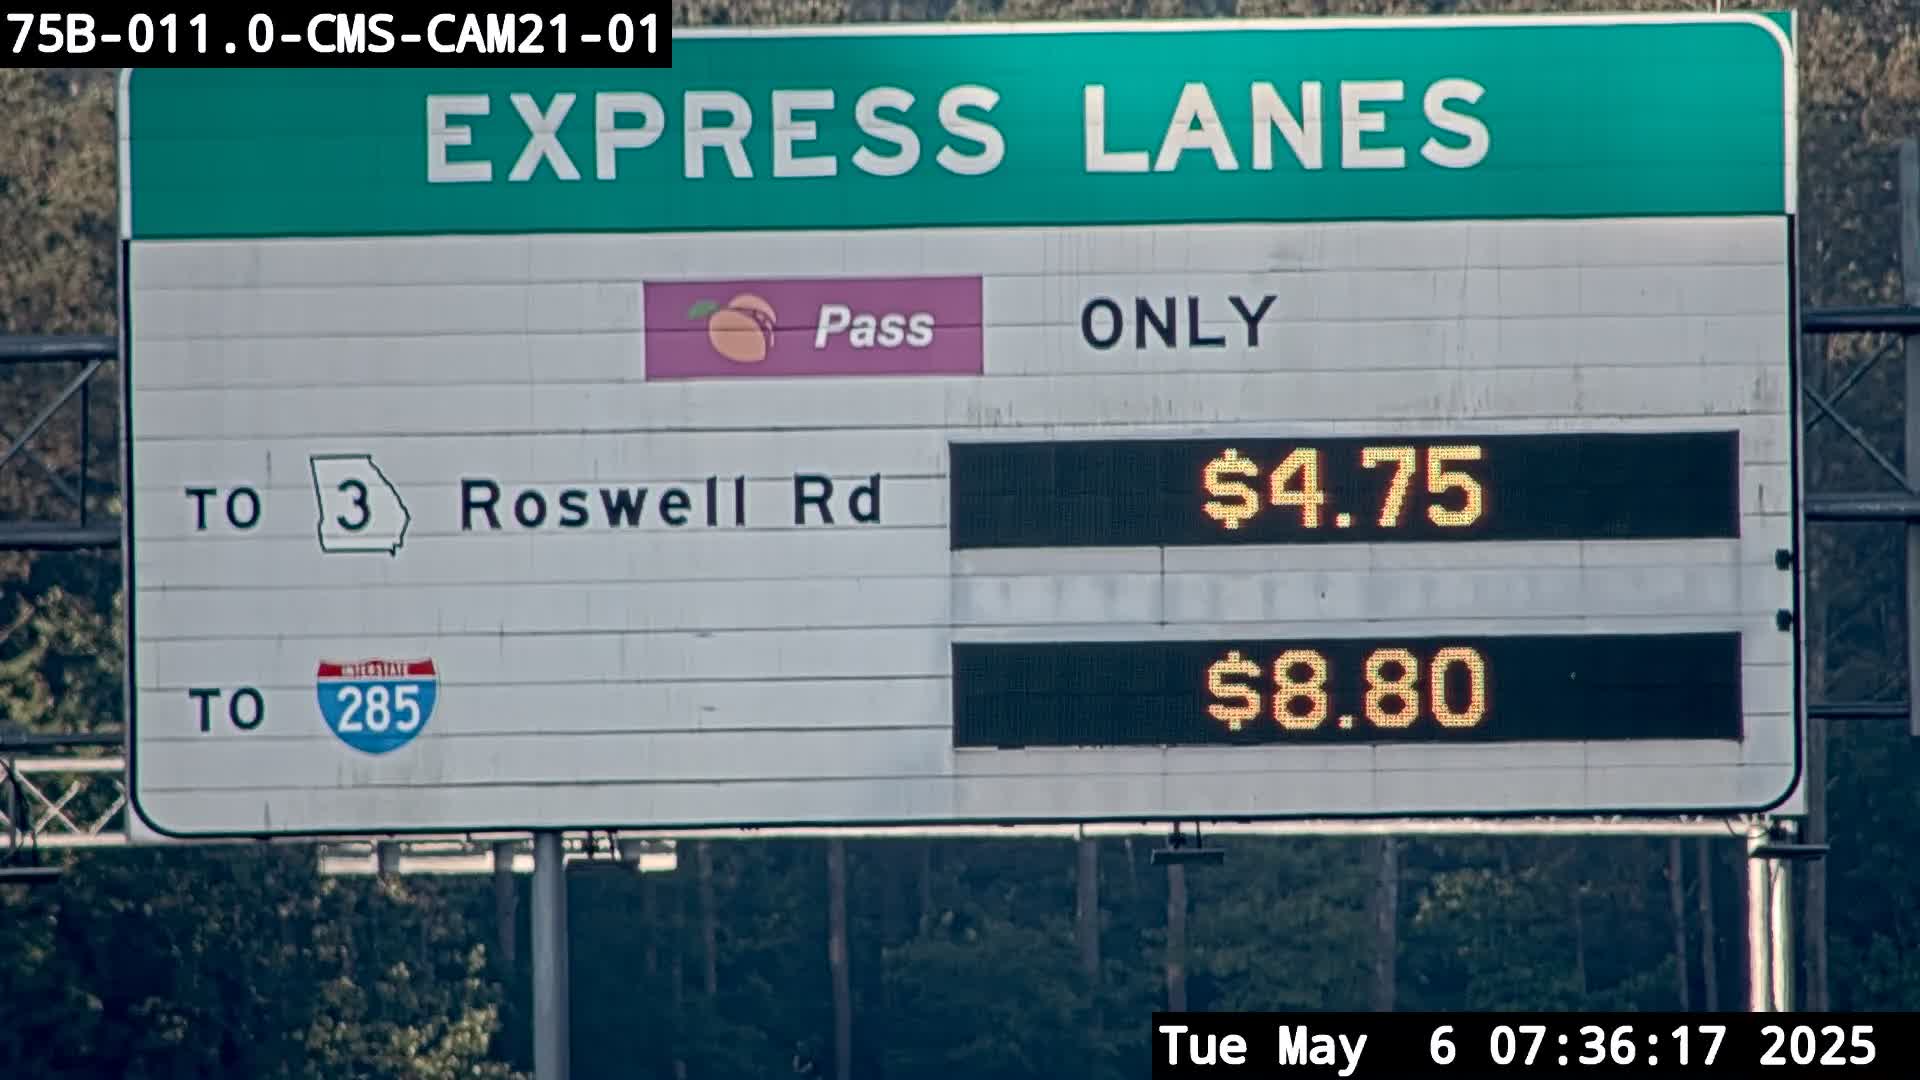 75B-011.0-CMS-CAM21-01
EXPRESS LANES
Pass ONLY
TO 3 Roswell Rd $4.75
TO INTERSTATE 285 $8.80
Tue May 6 07:36:17 2025